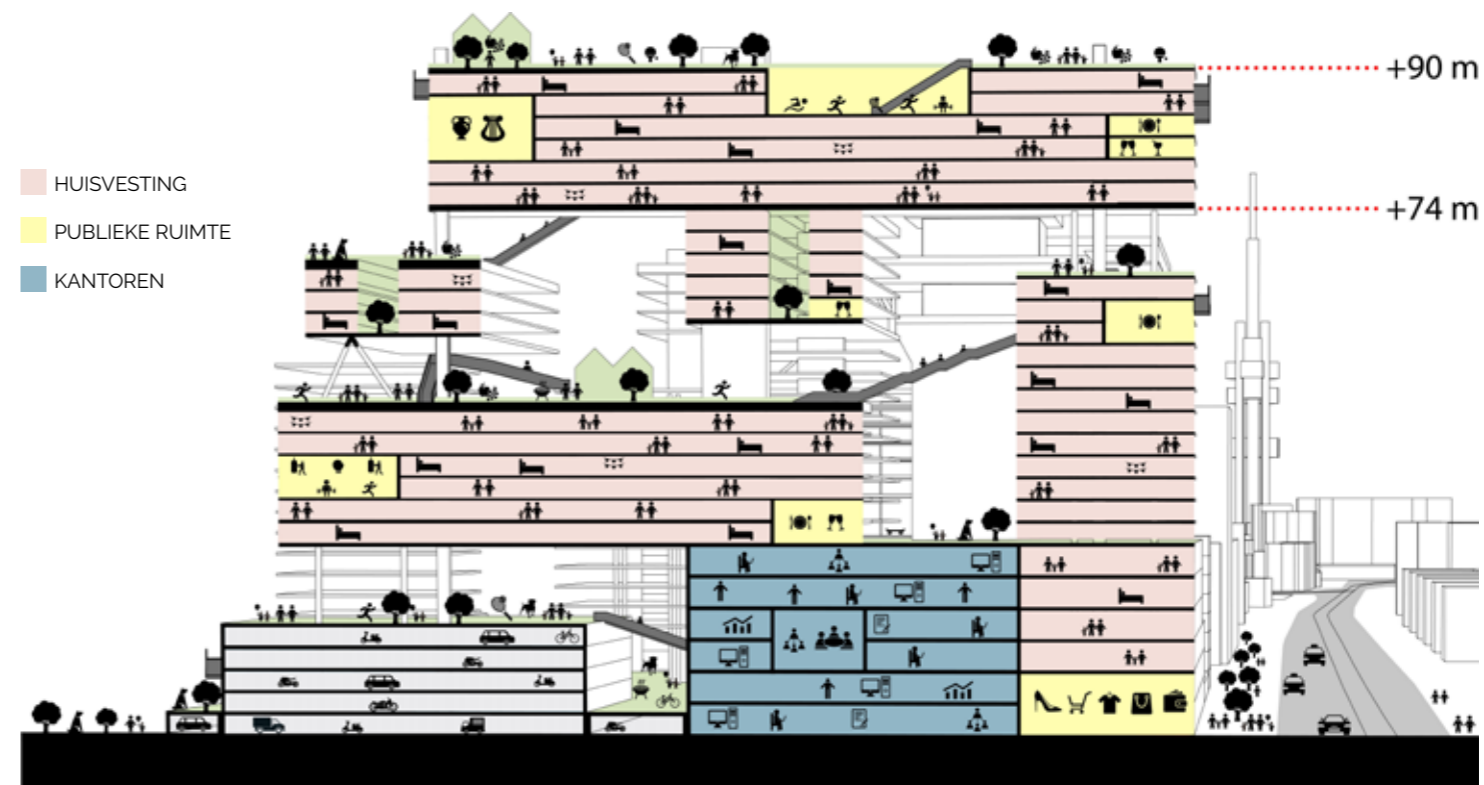 +90 m
HUISVESTING
+74 m
PUBLIEKE RUIMTE
KANTOREN